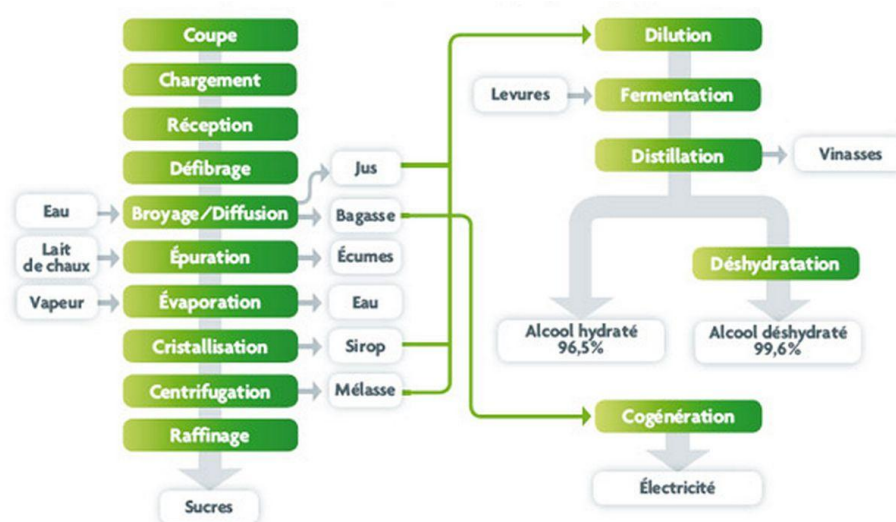 Coupe
Chargement
Réception
Défibrage
Jus
Eau
Broyage/Diffusion
Bagasse
Lait
de chaux
Épuration
Écumes
Vapeur
Évaporation
Eau
Cristallisation
Sirop
Centrifugation
Mélasse
Raffinage
Sucres
Dilution
Levures
Fermentation
Distillation
Vinasses
Déshydratation
Alcool hydraté
96,5%
Alcool déshydraté
99,6%
Cogénération
Électricité